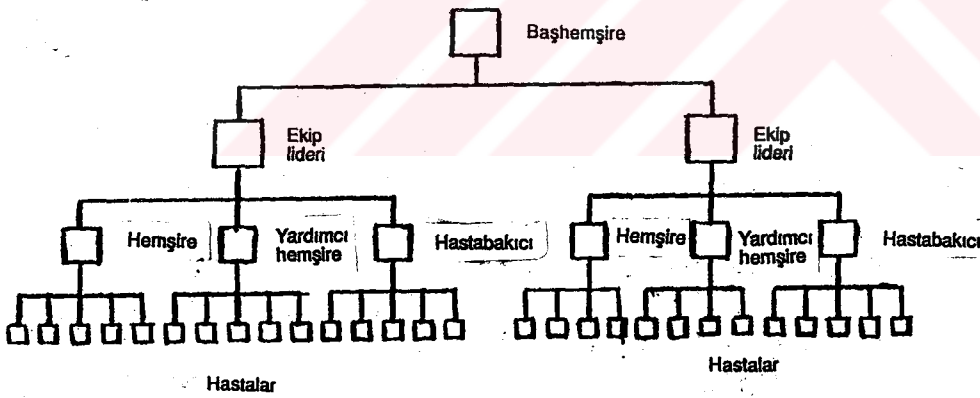 Başhemşire
Ekip
lideri
Ekip
lideri
Hemşire
Yardımcı
hemşire
Hastabakıcı
Hemşire
Yardımcı
hemşire
Hastabakıcı
Hastalar
Hastalar